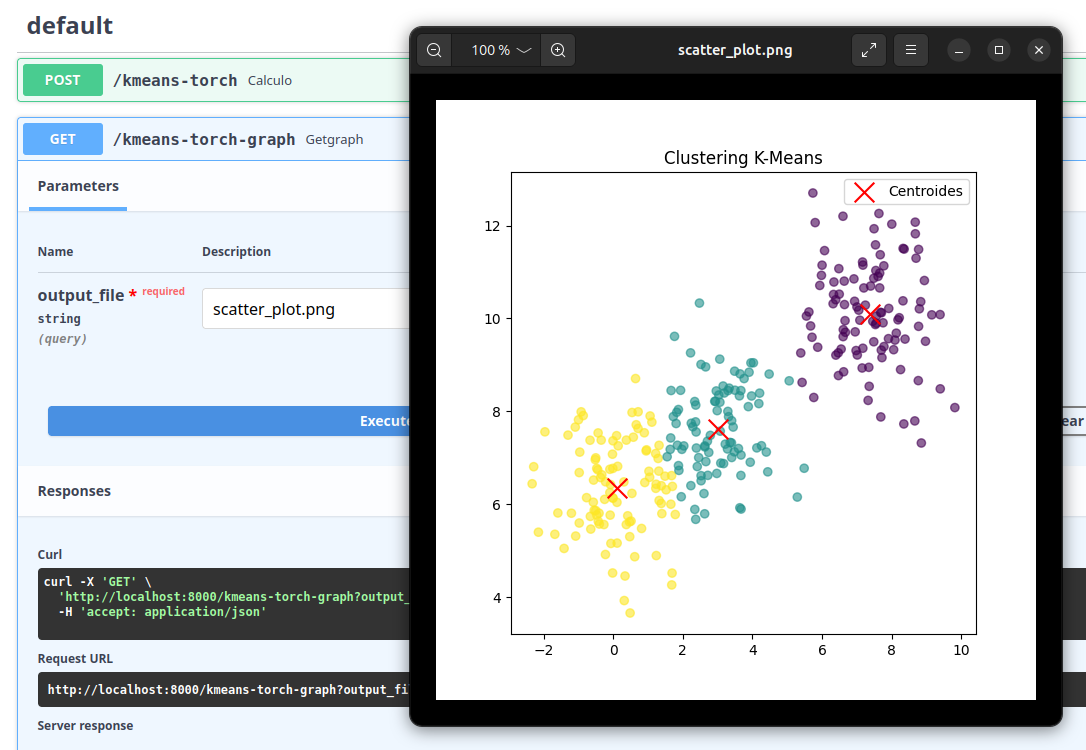 default
POST /kmeans-torch Calculo
GET /kmeans-torch-graph Getgraph
Parameters
Name Description
output_file * required
string
(query)
scatter_plot.png
Execute
ear
Responses
Curl
curl -X 'GET' \
'http://localhost:8000/kmeans-torch-graph?output_
-H 'accept: application/json'
Request URL
http://localhost:8000/kmeans-torch-graph?output_fi
Server response
100 %
scatter_plot.png
Clustering K-Means
Centroides
12
10
8
6
4
−2 0 2 4 6 8 10